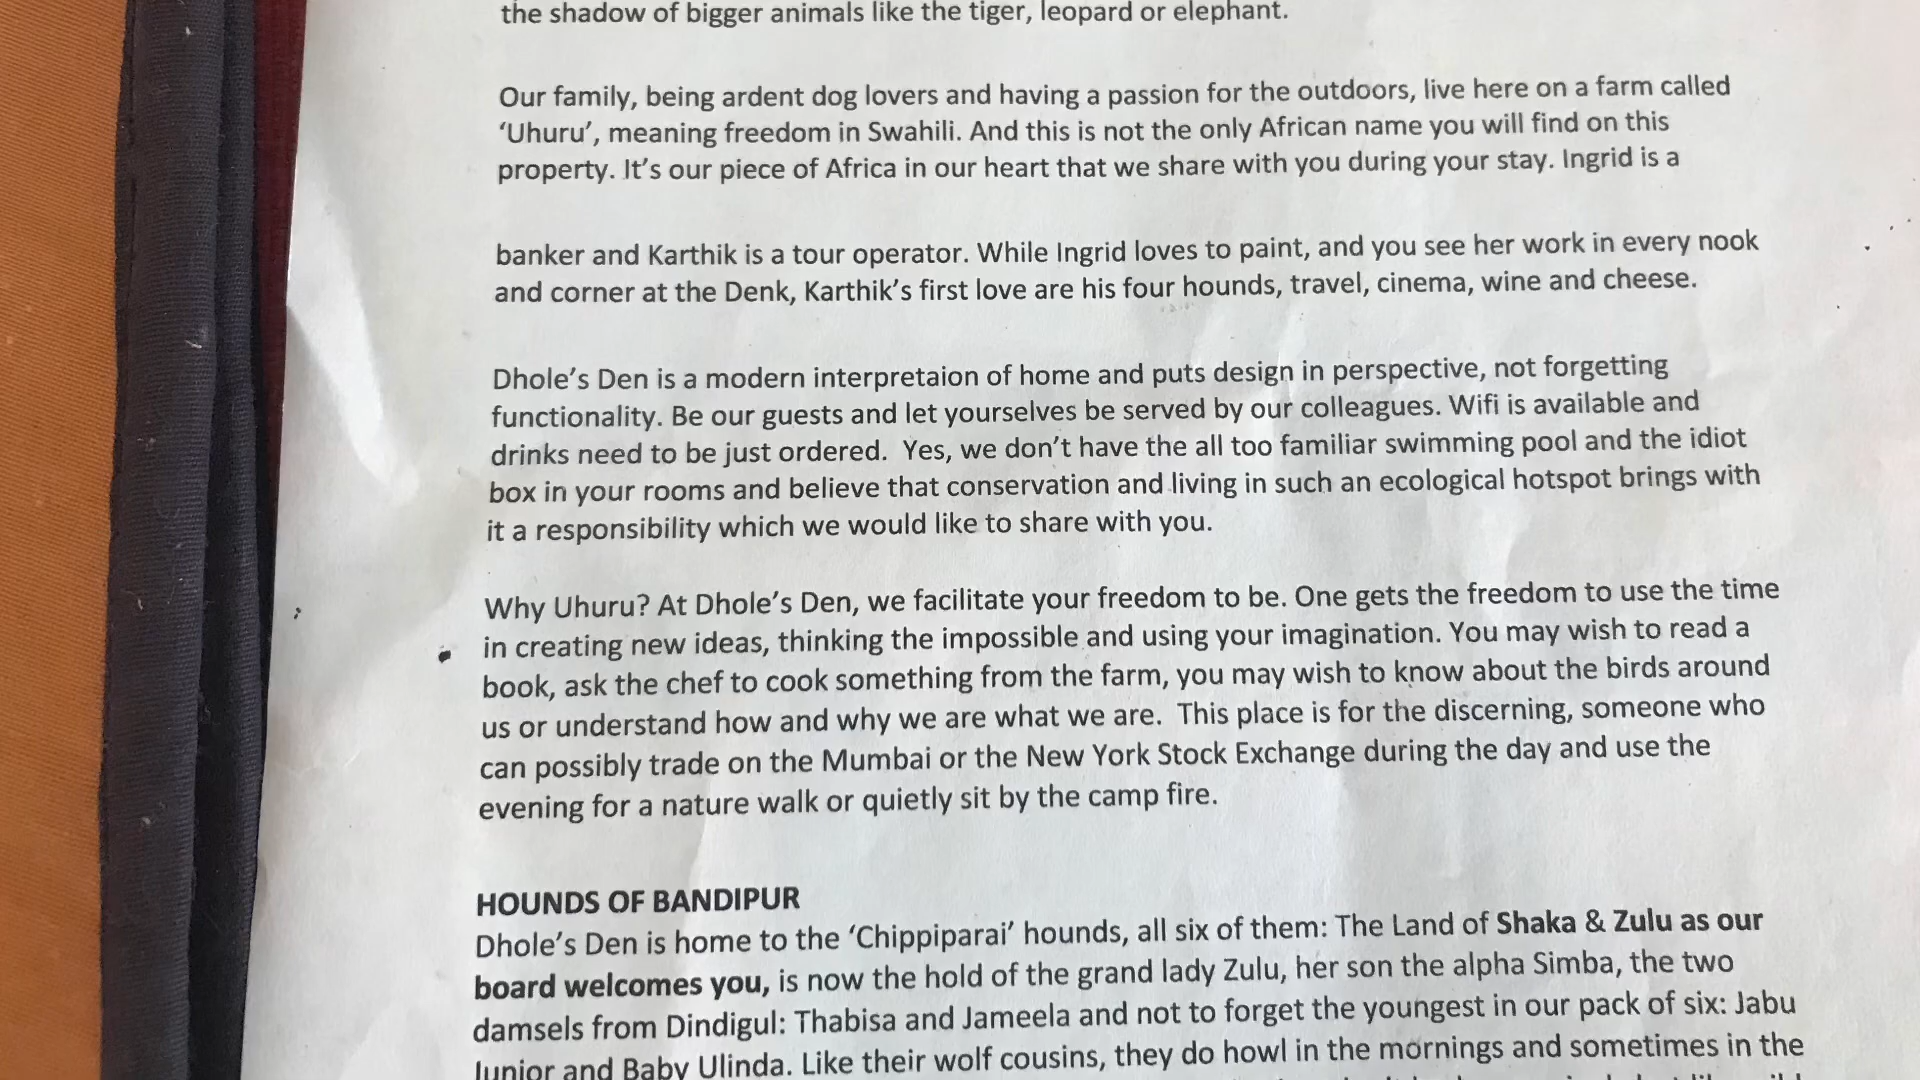 the shadow of bigger animals like the tiger, leopard or elephant.
Our family, being ardent dog lovers and having a passion for the outdoors, live here on a farm called
‘Uhuru’, meaning freedom in Swahili. And this is not the only African name you will find on this
property. It’s our piece of Africa in our heart that we share with you during your stay. Ingrid is a
banker and Karthik is a tour operator. While Ingrid loves to paint, and you see her work in every nook
and corner at the Denk, Karthik’s first love are his four hounds, travel, cinema, wine and cheese.
Dhole’s Den is a modern interpretaion of home and puts design in perspective, not forgetting
functionality. Be our guests and let yourselves be served by our colleagues. Wifi is available and
drinks need to be just ordered. Yes, we don’t have the all too familiar swimming pool and the idiot
box in your rooms and believe that conservation and living in such an ecological hotspot brings with
it a responsibility which we would like to share with you.
Why Uhuru? At Dhole’s Den, we facilitate your freedom to be. One gets the freedom to use the time
in creating new ideas, thinking the impossible and using your imagination. You may wish to read a
book, ask the chef to cook something from the farm, you may wish to know about the birds around
us or understand how and why we are what we are. This place is for the discerning, someone who
can possibly trade on the Mumbai or the New York Stock Exchange during the day and use the
evening for a nature walk or quietly sit by the camp fire.
HOUNDS OF BANDIPUR
Dhole’s Den is home to the ‘Chippiparai’ hounds, all six of them: The Land of Shaka & Zulu as our
board welcomes you, is now the hold of the grand lady Zulu, her son the alpha Simba, the two
damsels from Dindigul: Thabisa and Jameela and not to forget the youngest in our pack of six: Jabu
Junior and Baby Ulinda. Like their wolf cousins, they do howl in the mornings and sometimes in the